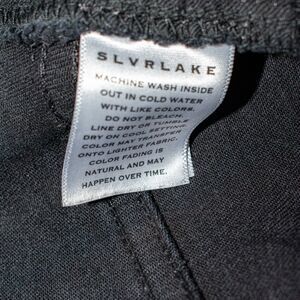 SLVRLAKE
MACHINE WASH INSIDE
OUT IN COLD WATER
WITH LIKE COLORS.
DO NOT BLEACH.
LINE DRY OR TUMBLE
DRY ON COOL SETTING
COLOR MAY TRANSFER
ONTO LIGHTER FABRIC.
COLOR FADING IS
NATURAL AND MAY
HAPPEN OVER TIME.